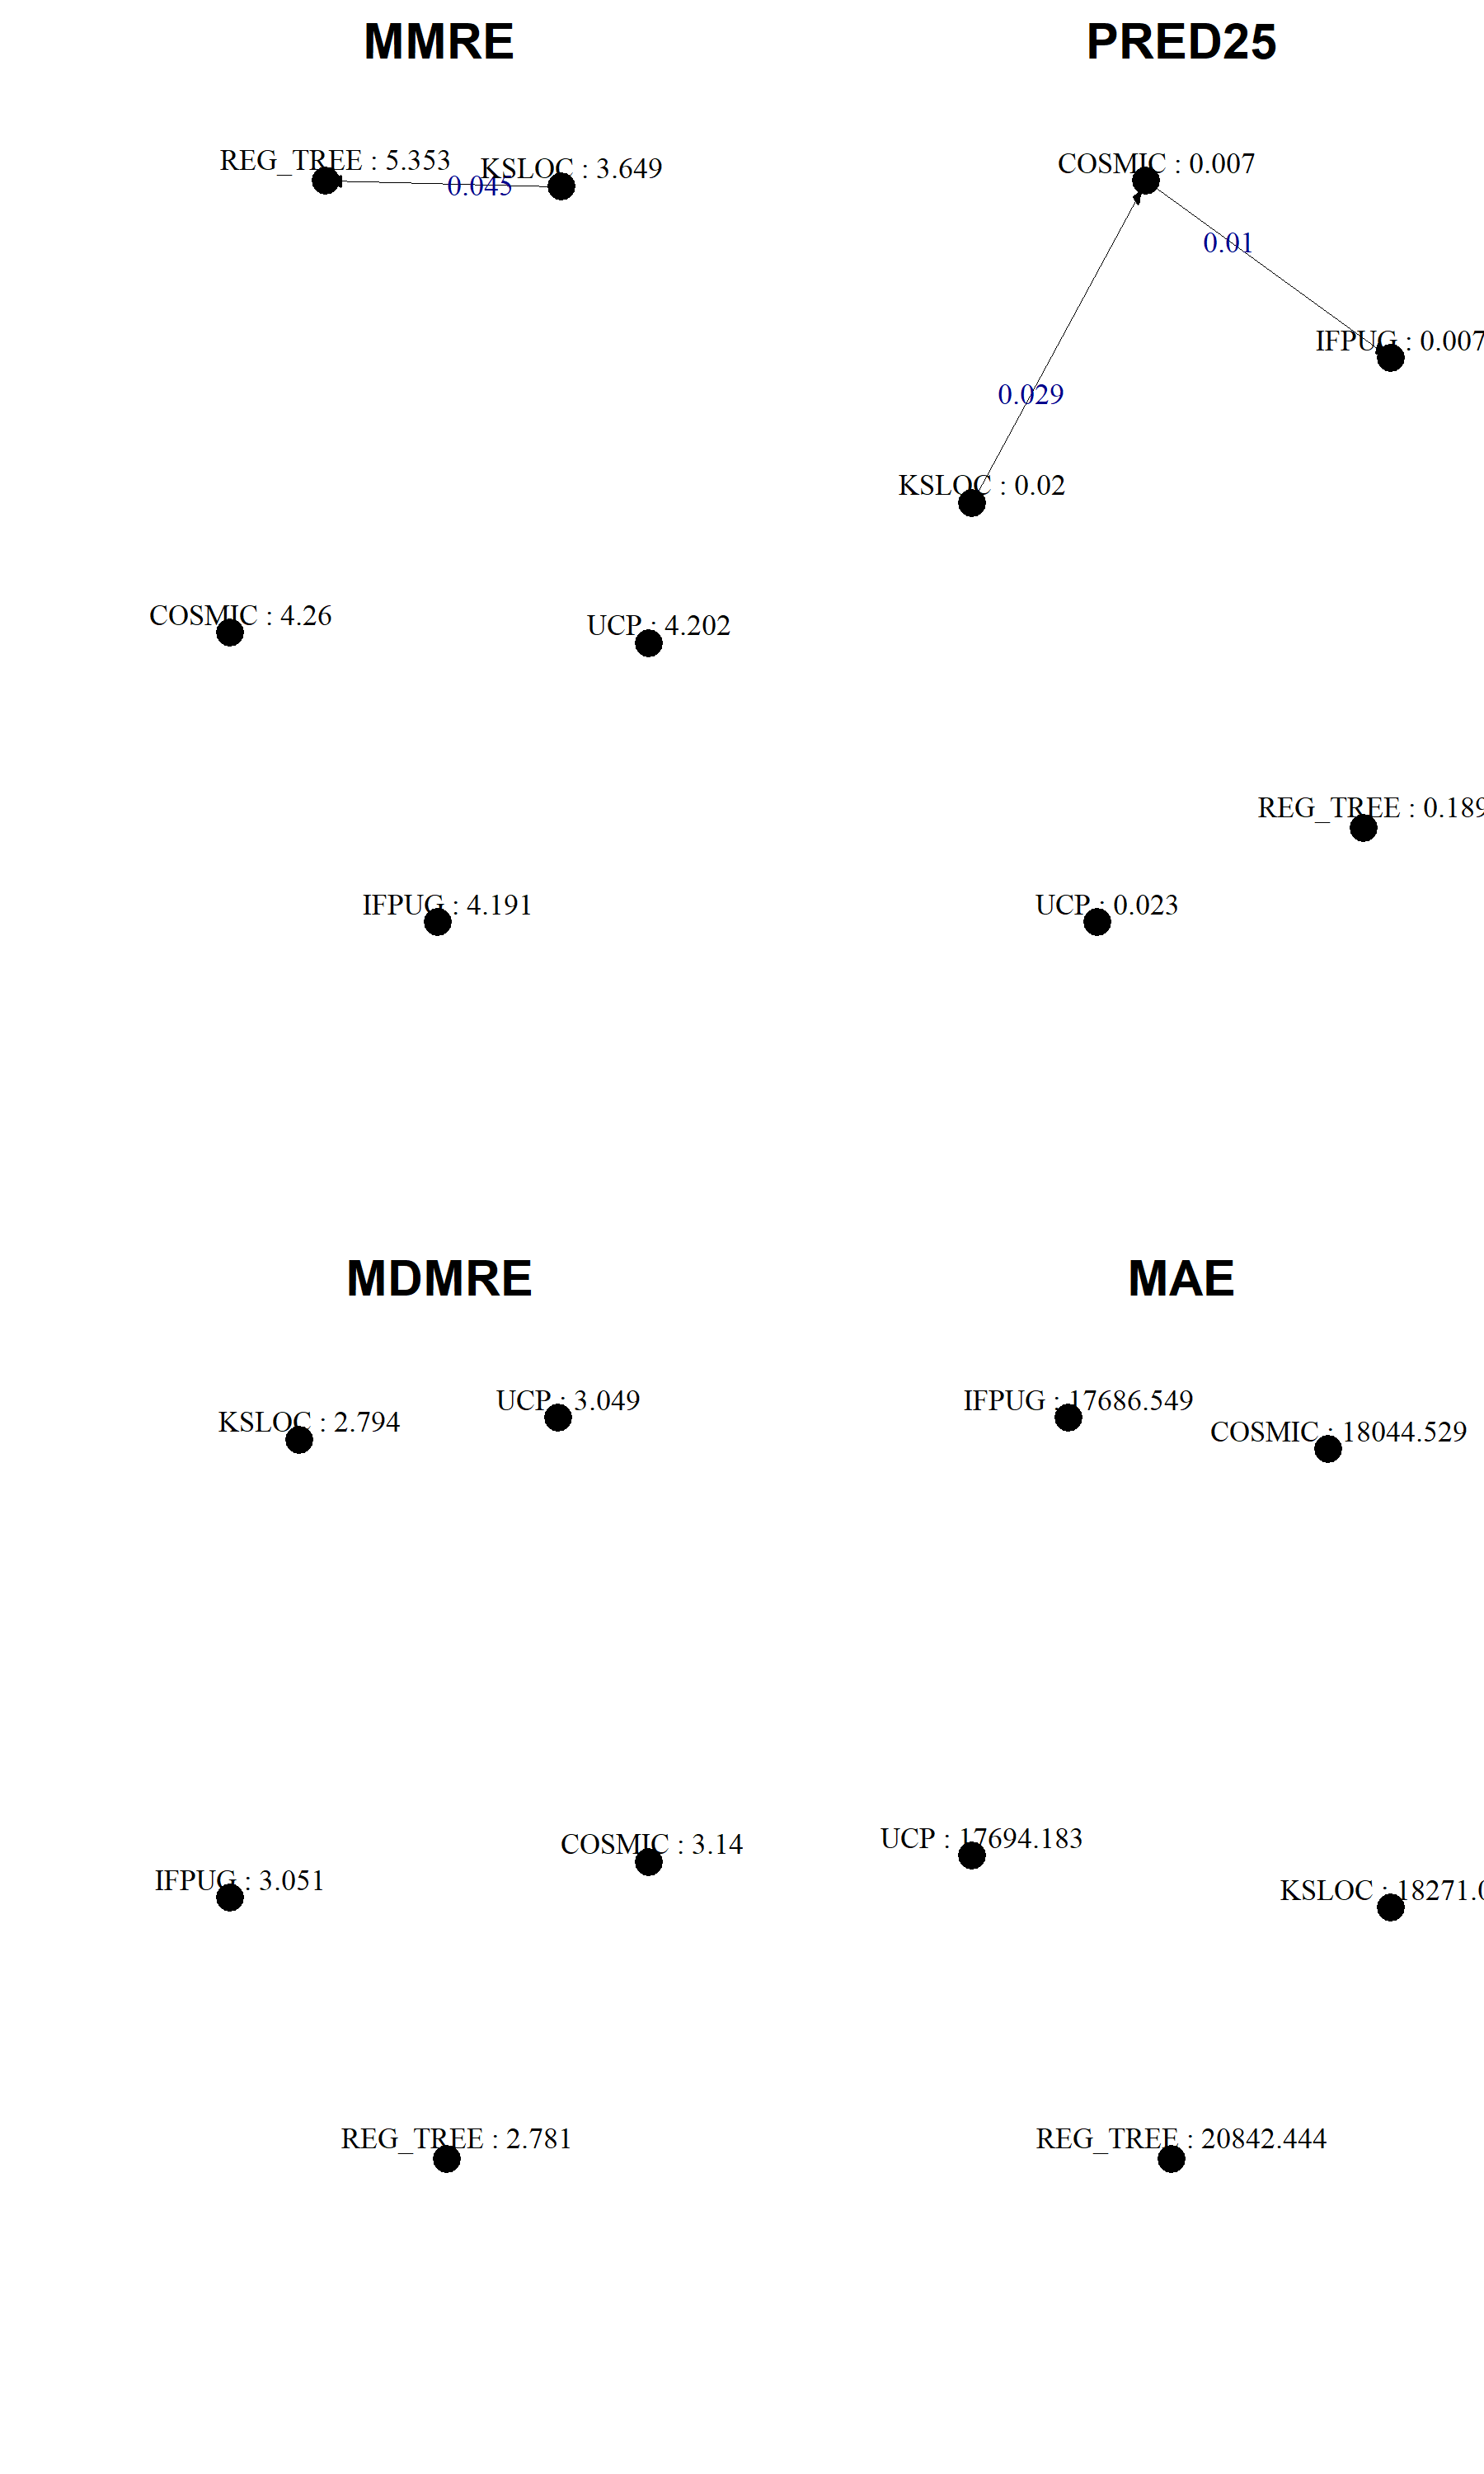 MMRE
REG_TREE : 5.353
KSLOC : 3.649
0.045
COSMIC : 4.26
UCP : 4.202
IFPUG : 4.191
PRED25
COSMIC : 0.007
0.01
IFPUG : 0.007
0.029
KSLOC : 0.02
REG_TREE : 0.189
UCP : 0.023
MDMRE
UCP : 3.049
KSLOC : 2.794
COSMIC : 3.14
IFPUG : 3.051
REG_TREE : 2.781
MAE
IFPUG : 17686.549
COSMIC : 18044.529
UCP : 17694.183
KSLOC : 18271.0
REG_TREE : 20842.444